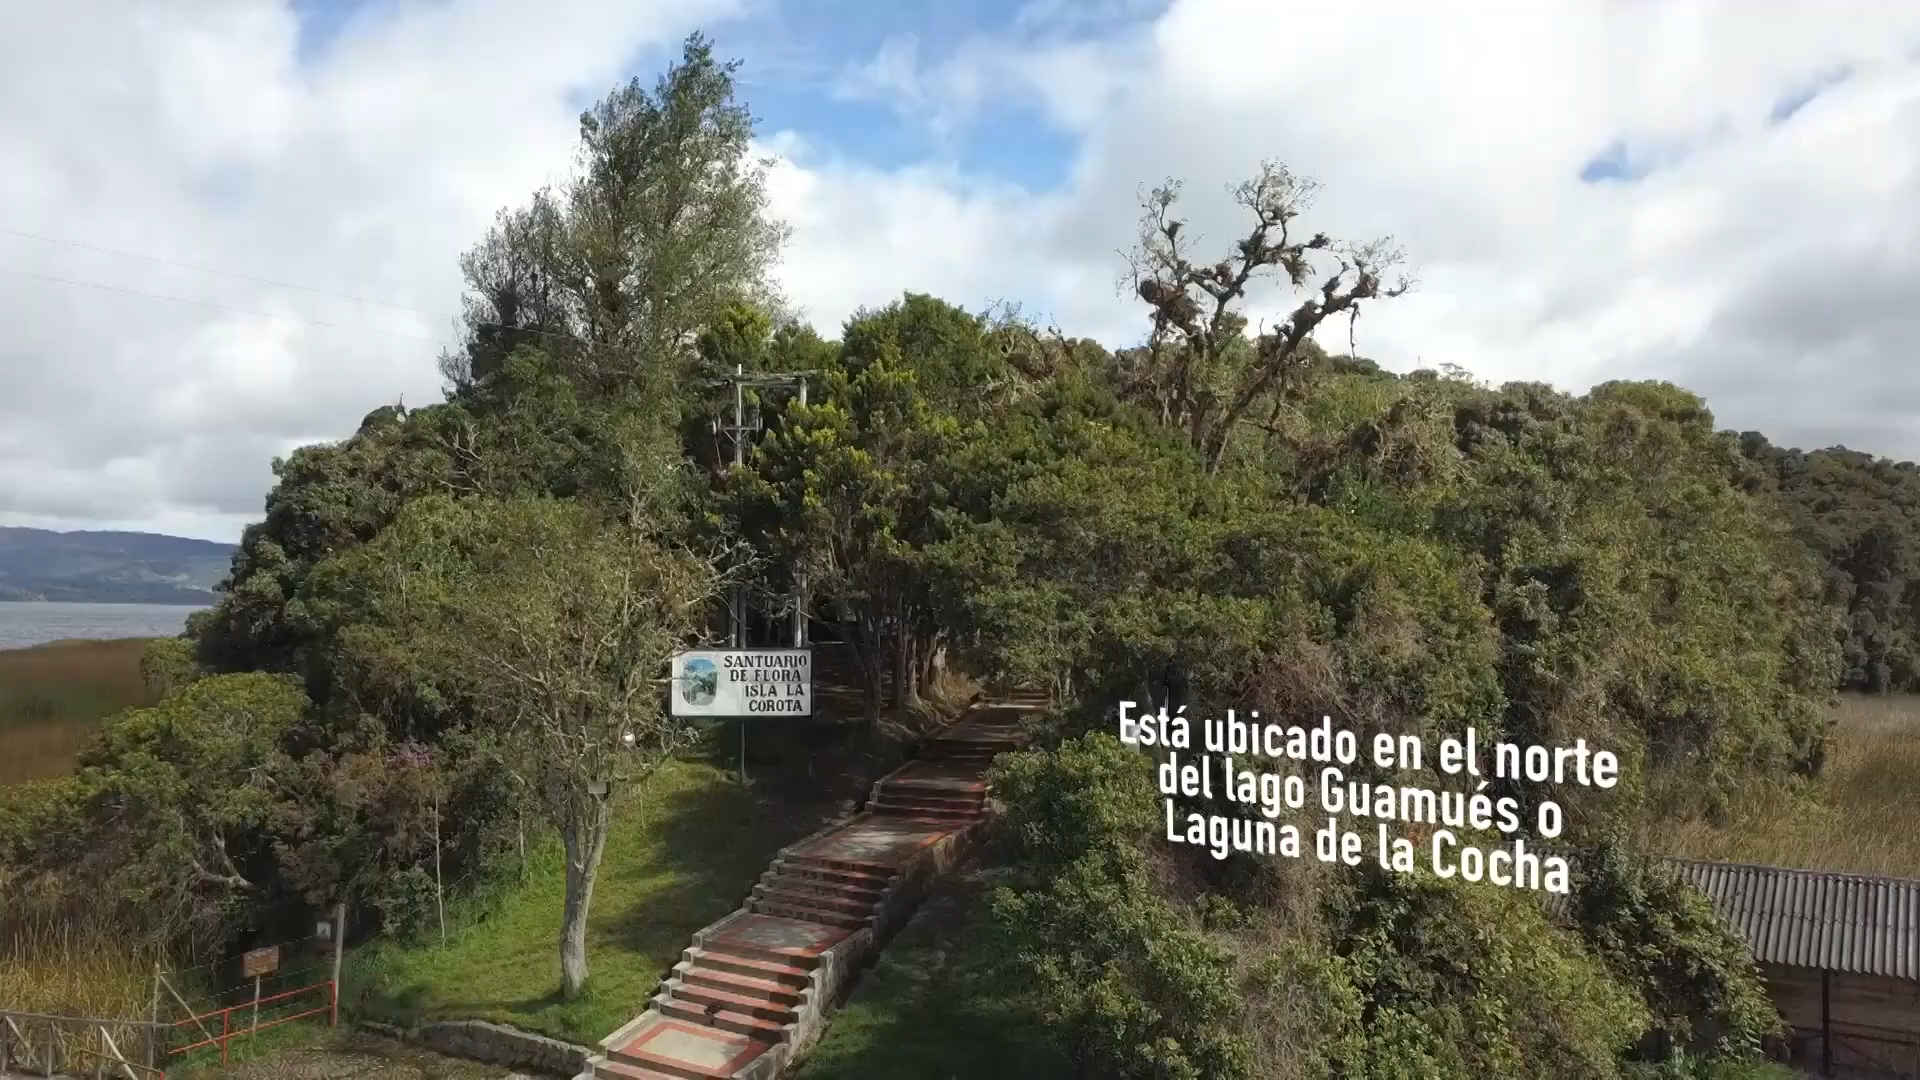 SANTUARIO
DE FLORA
ISLA LA
COROTA
Está ubicado en el norte
del lago Guamués o
Laguna de la Cocha